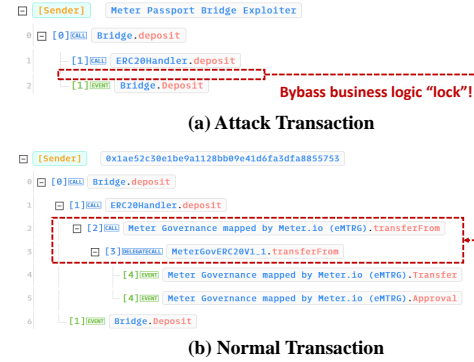 [Sender] Meter Passport Bridge Exploiter
0 [0] CALL Bridge.deposit
1 [1] CALL ERC20Handler.deposit
2 [1] EVENT Bridge.Deposit
Bypass business logic “lock”!
(a) Attack Transaction
[Sender] 0x1ae52c30e1be9a1128bb09e41d6fa3dfa8855753
0 [0] CALL Bridge.deposit
1 [1] CALL ERC20Handler.deposit
2 [2] CALL Meter Governance mapped by Meter.io (eMTRG).transferFrom
3 [3] DELEGATECALL MeterGovERC20V1_1.transferFrom
4 [4] EVENT Meter Governance mapped by Meter.io (eMTRG).Transfer
5 [4] EVENT Meter Governance mapped by Meter.io (eMTRG).Approval
6 [1] EVENT Bridge.Deposit
(b) Normal Transaction